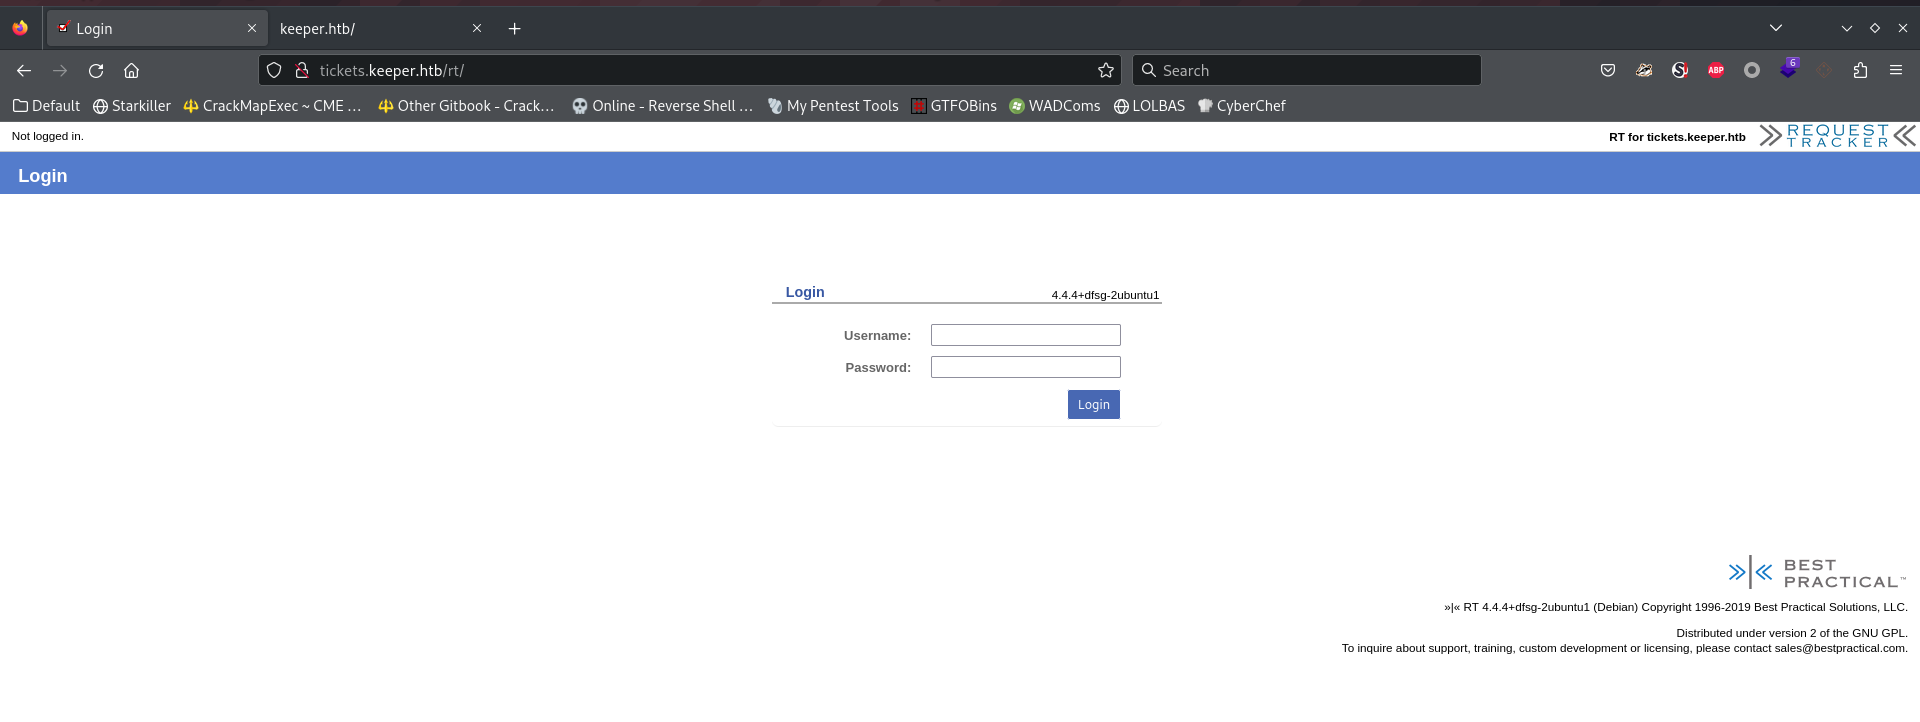 Login
keeper.htb/
tickets.keeper.htb/rt/
Search
ABP
6
Default
Starkiller
CrackMapExec ~ CME ...
Other Gitbook - Crack...
Online - Reverse Shell ...
My Pentest Tools
GTFOBins
WADComs
LOLBAS
CyberChef
Not logged in.
RT for tickets.keeper.htb
REQUEST
TRACKER
Login
Login
4.4.4+dfsg-2ubuntu1
Username:
Password:
Login
BEST
PRACTICAL™
»|« RT 4.4.4+dfsg-2ubuntu1 (Debian) Copyright 1996-2019 Best Practical Solutions, LLC.
Distributed under version 2 of the GNU GPL.
To inquire about support, training, custom development or licensing, please contact sales@bestpractical.com.